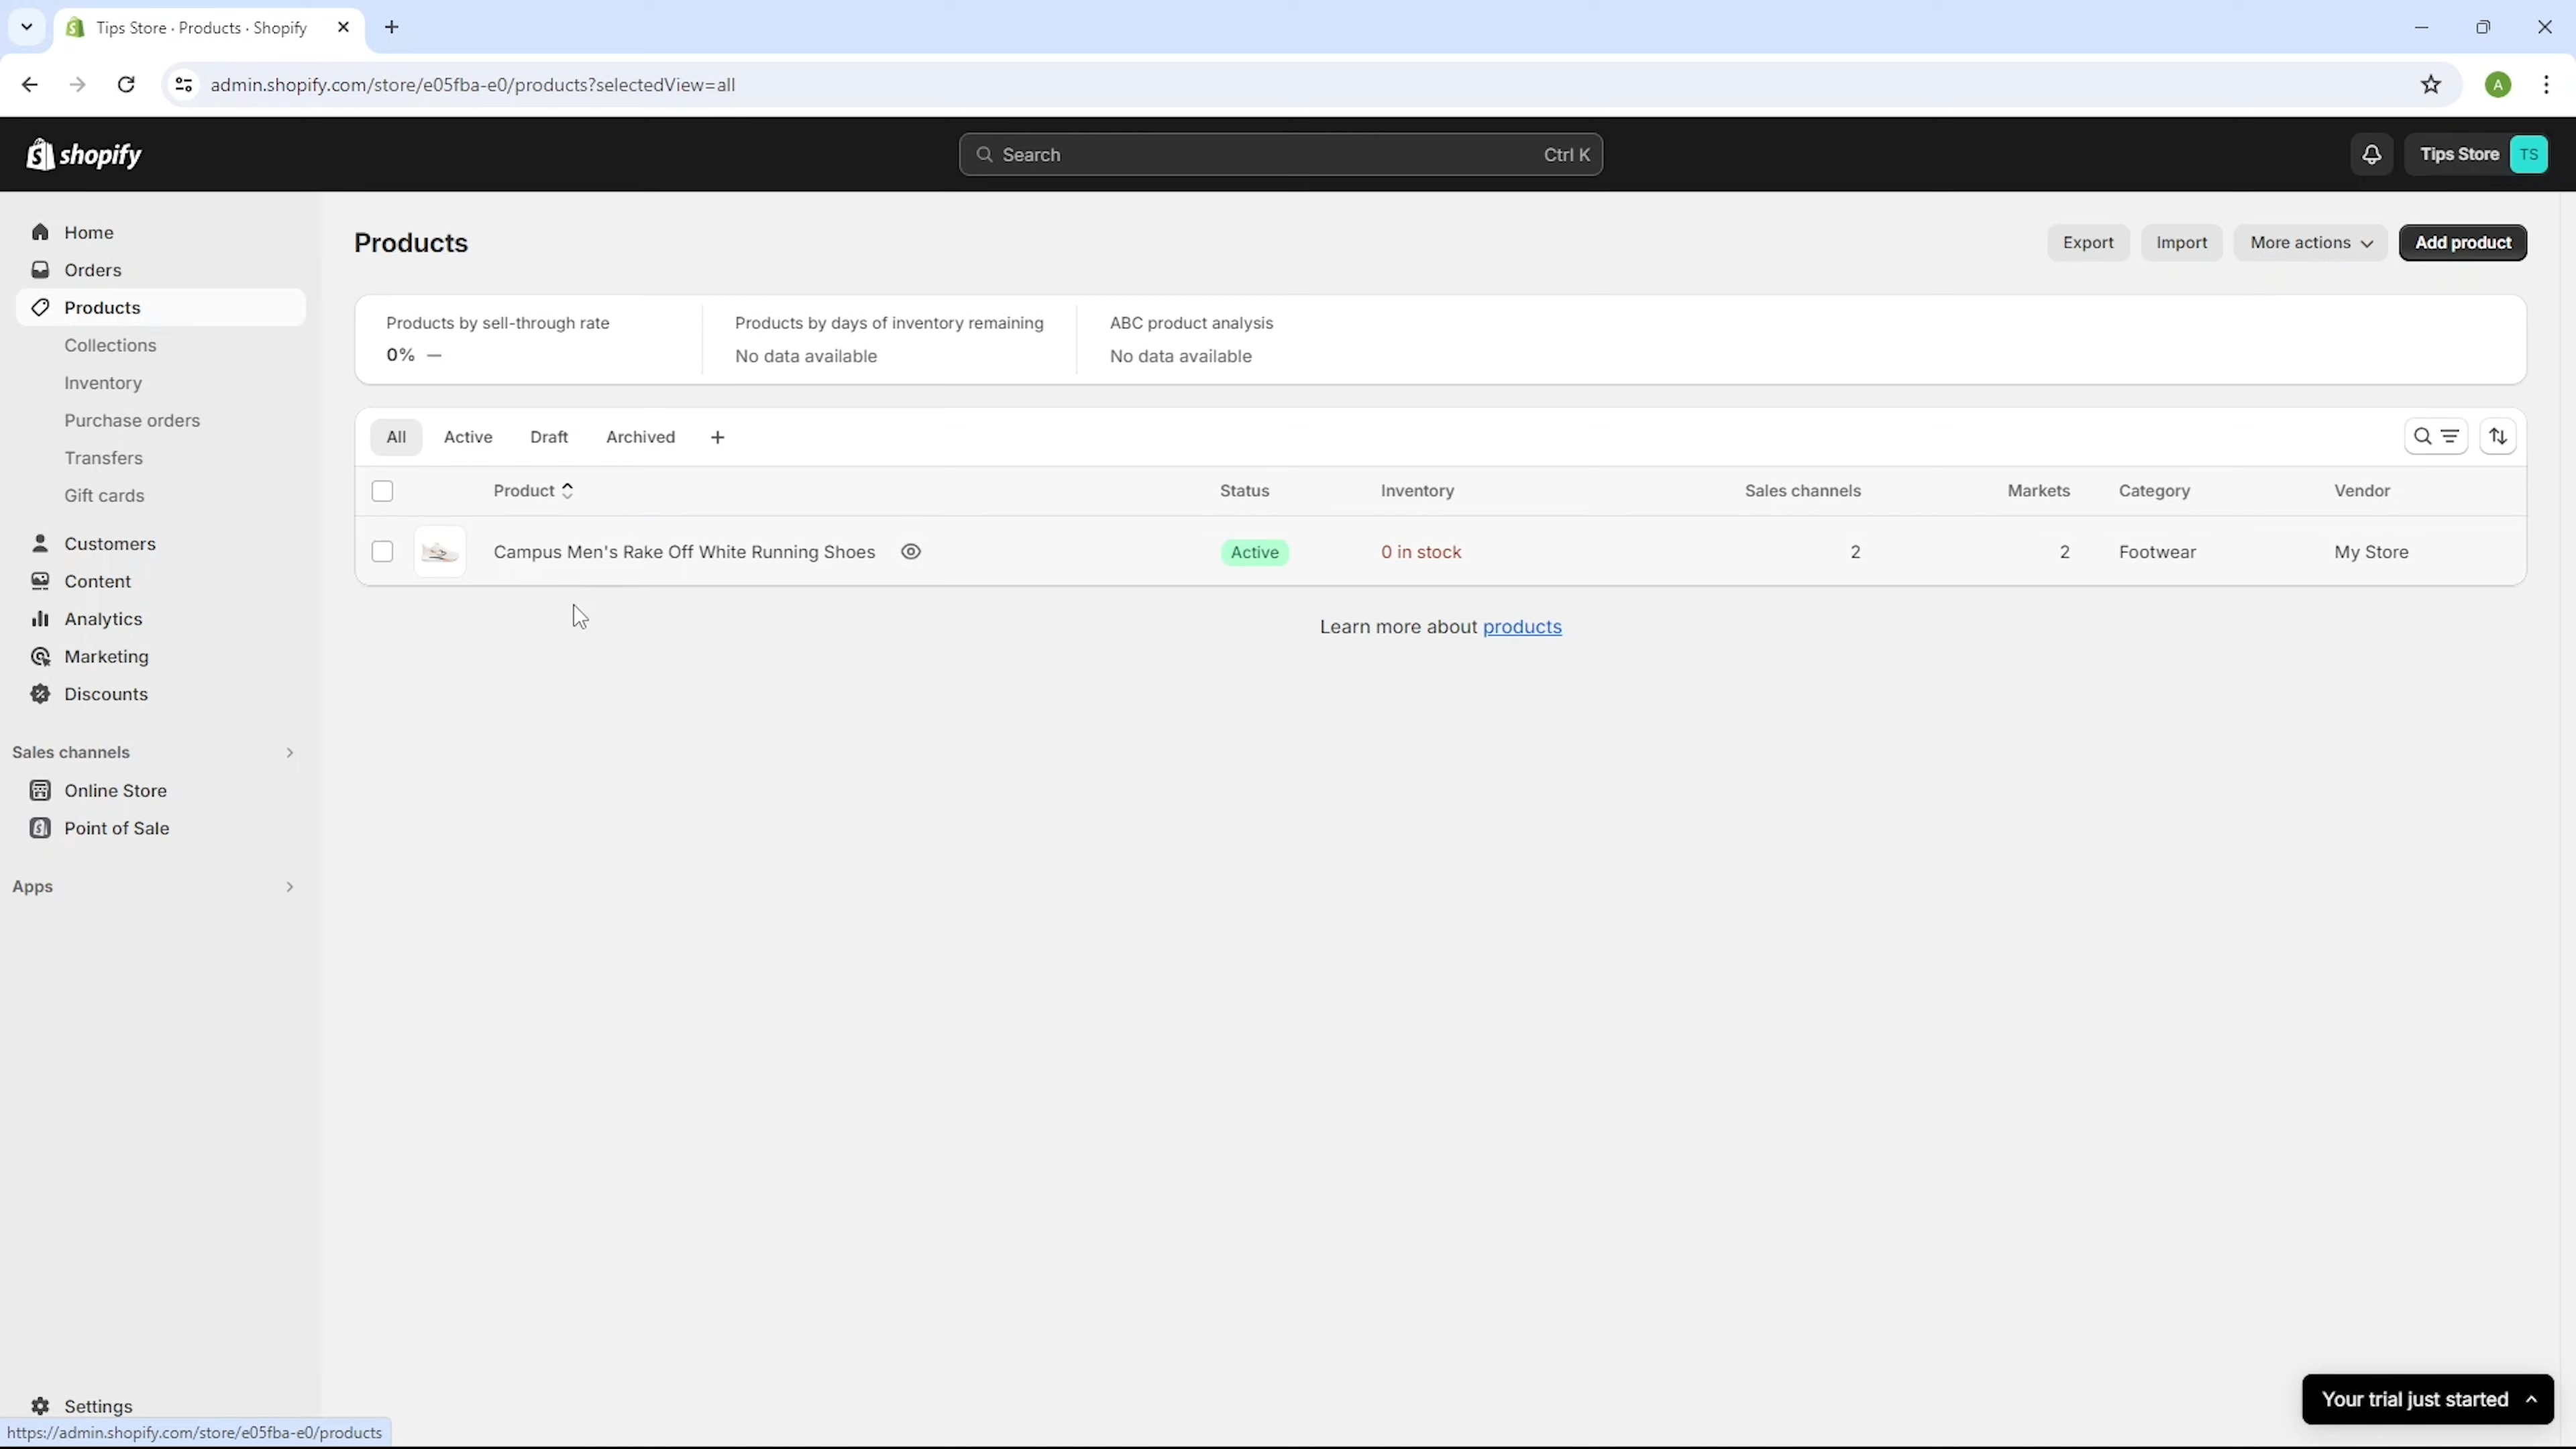 Tips Store · Products · Shopify
admin.shopify.com/store/e05fba-e0/products?selectedView=all
A
shopify
Search
Ctrl K
Tips Store
TS
Home
Orders
Products
Collections
Inventory
Purchase orders
Transfers
Gift cards
Customers
Content
Analytics
Marketing
Discounts
Sales channels
Online Store
Point of Sale
Apps
Settings
https://admin.shopify.com/store/e05fba-e0/products
Products
Export
Import
More actions
Add product
Products by sell-through rate
0% —
Products by days of inventory remaining
No data available
ABC product analysis
No data available
All
Active
Draft
Archived
Product Status Inventory Sales channels Markets Category Vendor
Campus Men's Rake Off White Running Shoes Active 0 in stock 2 2 Footwear My Store
Learn more about products
Your trial just started